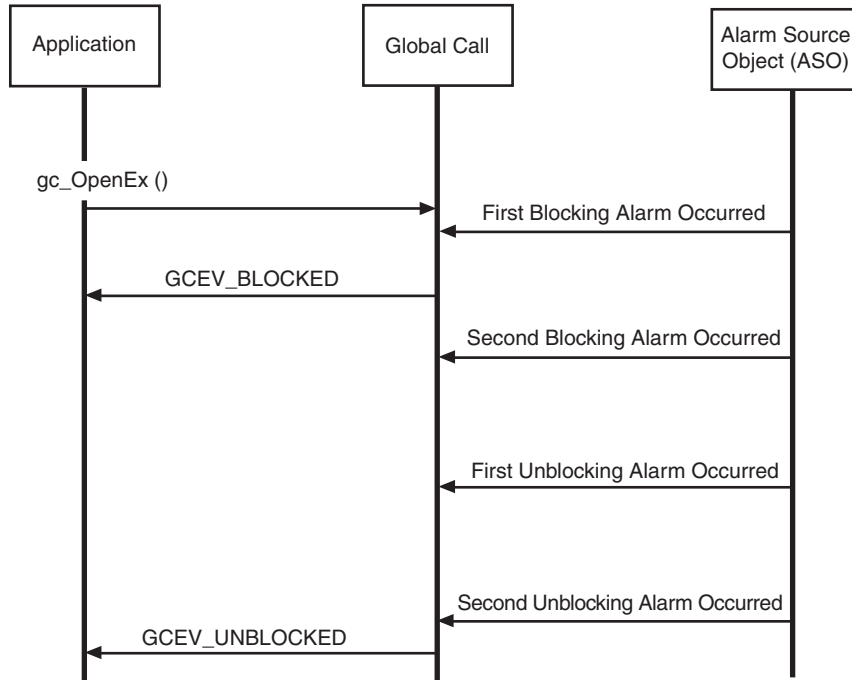 Application
Global Call
Alarm Source
Object (ASO)
gc_OpenEx ()
First Blocking Alarm Occurred
GCEV_BLOCKED
Second Blocking Alarm Occurred
First Unblocking Alarm Occurred
Second Unblocking Alarm Occurred
GCEV_UNBLOCKED